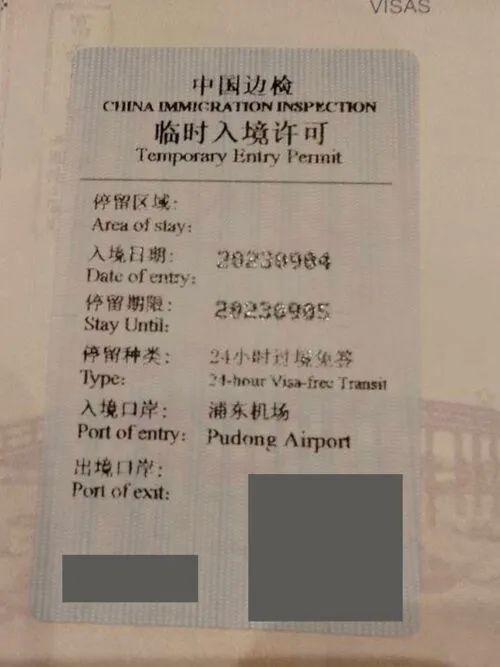 VISAS
中国边检
CHINA IMMIGRATION INSPECTION
临时入境许可
Temporary Entry Permit
停留区域:
Area of stay:
入境日期: 20230904
Date of entry:
停留期限: 20230905
Stay Until:
停留种类: 24小时过境免签
Type: 24-hour Visa-free Transit
入境口岸: 浦东机场
Port of entry: Pudong Airport
出境口岸:
Port of exit: